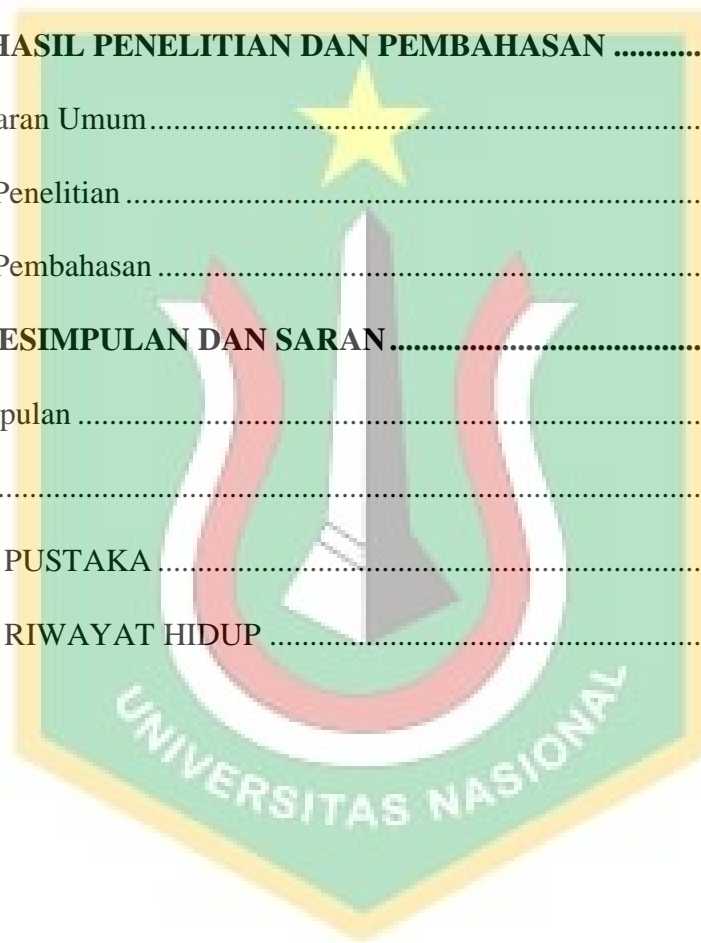 HASIL PENELITIAN DAN PEMBAHASAN ...........
aran Umum......................................................................
Penelitian .........................................................................
Pembahasan .....................................................................
ESIMPULAN DAN SARAN.......................................
pulan ...............................................................................
.........................................................................................
PUSTAKA .....................................................................
RIWAYAT HIDUP .......................................................
UNIVERSITAS NASIONAL